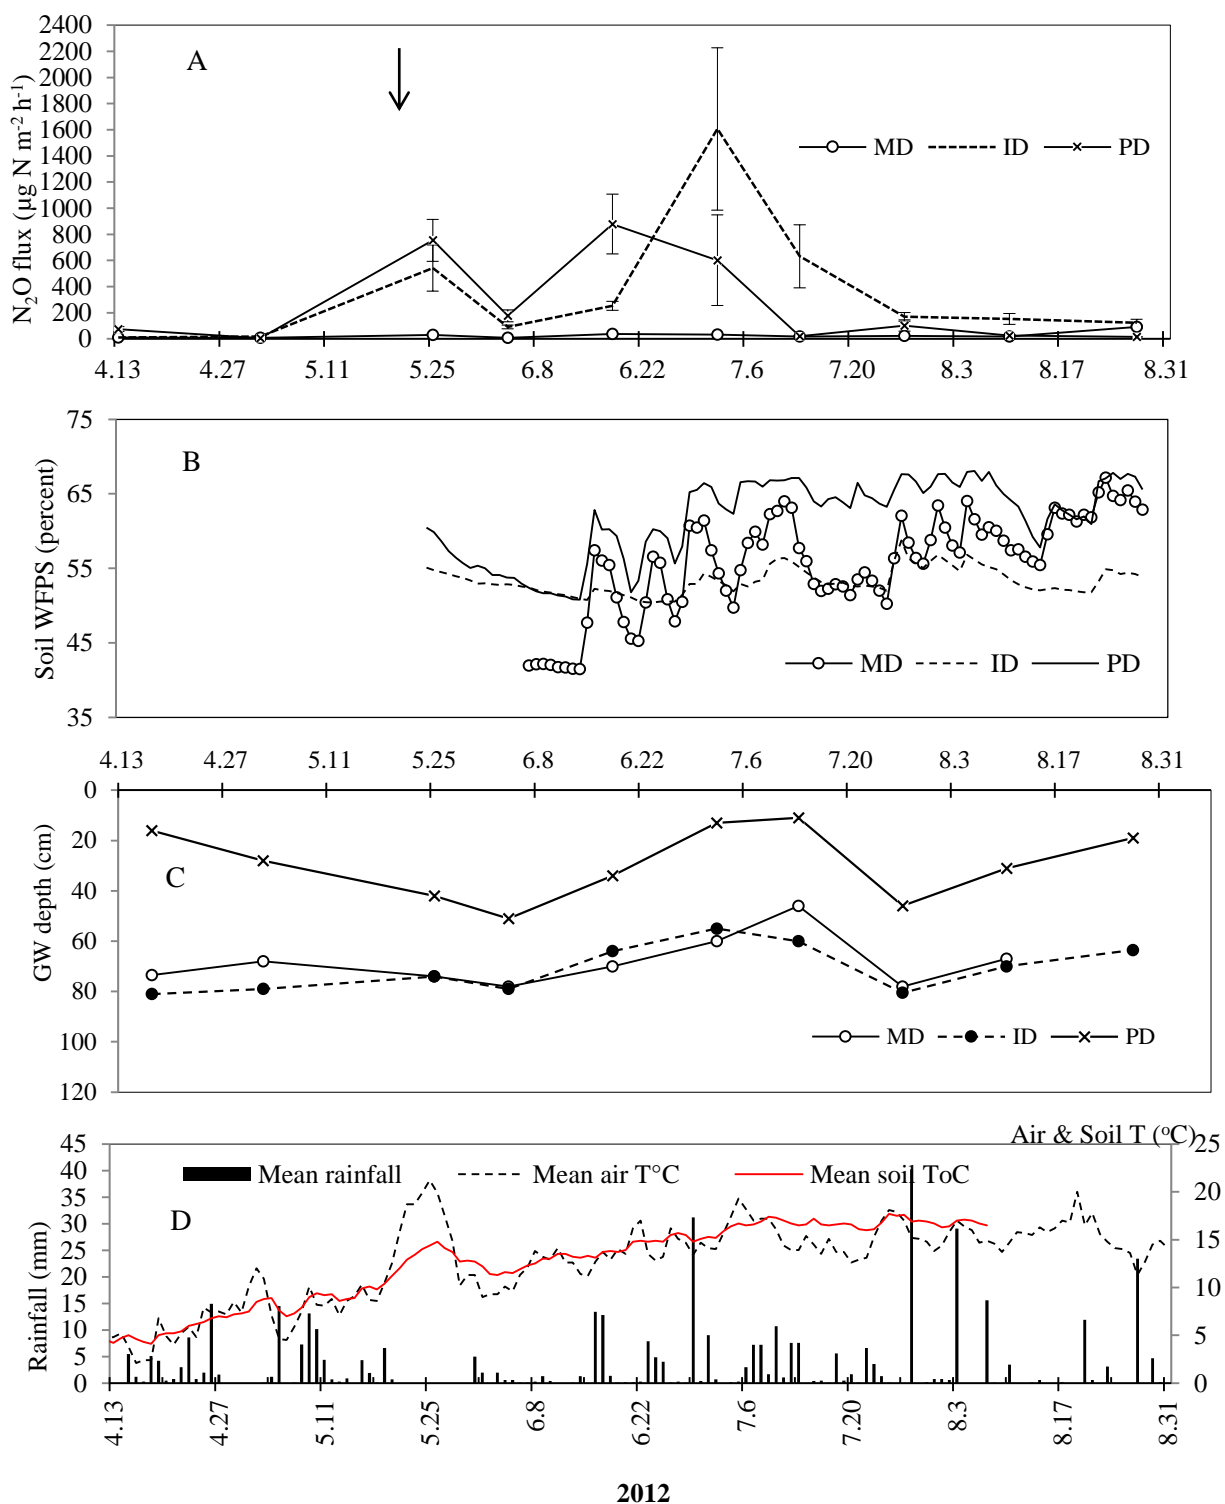 2400
2200
2000
1800
1600
1400
1200
1000
800
600
400
200
0
N₂O flux (µg N m⁻² h⁻¹)
A
MD ID PD
4.13 4.27 5.11 5.25 6.8 6.22 7.6 7.20 8.3 8.17 8.31
75
65
55
45
35
Soil WFPS (percent)
B
MD ID PD
4.13 4.27 5.11 5.25 6.8 6.22 7.6 7.20 8.3 8.17 8.31
0
20
40
60
80
100
120
GW depth (cm)
C
MD ID PD
Air & Soil T (ºC)
45
40
35
30
25
20
15
10
5
0
Rainfall (mm)
Mean rainfall Mean air T°C Mean soil ToC
D
25
20
15
10
5
0
4.13 4.27 5.11 5.25 6.8 6.22 7.6 7.20 8.3 8.17 8.31
2012